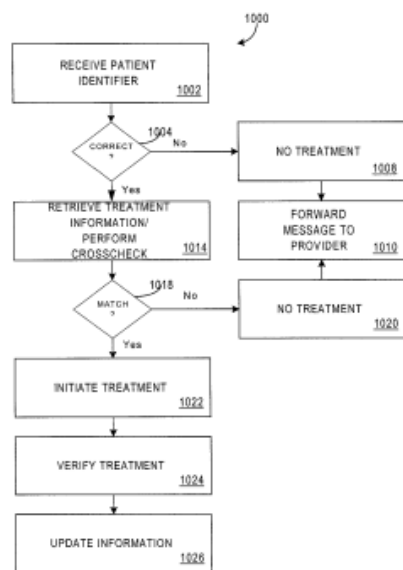 1000
RECEIVE PATIENT
IDENTIFIER
1002
1004
CORRECT
?
No
NO TREATMENT
1008
Yes
RETRIEVE TREATMENT
INFORMATION/
PERFORM
CROSSCHECK
1014
FORWARD
MESSAGE TO
PROVIDER
1010
1018
MATCH
?
No
NO TREATMENT
1020
Yes
INITIATE TREATMENT
1022
VERIFY TREATMENT
1024
UPDATE INFORMATION
1026